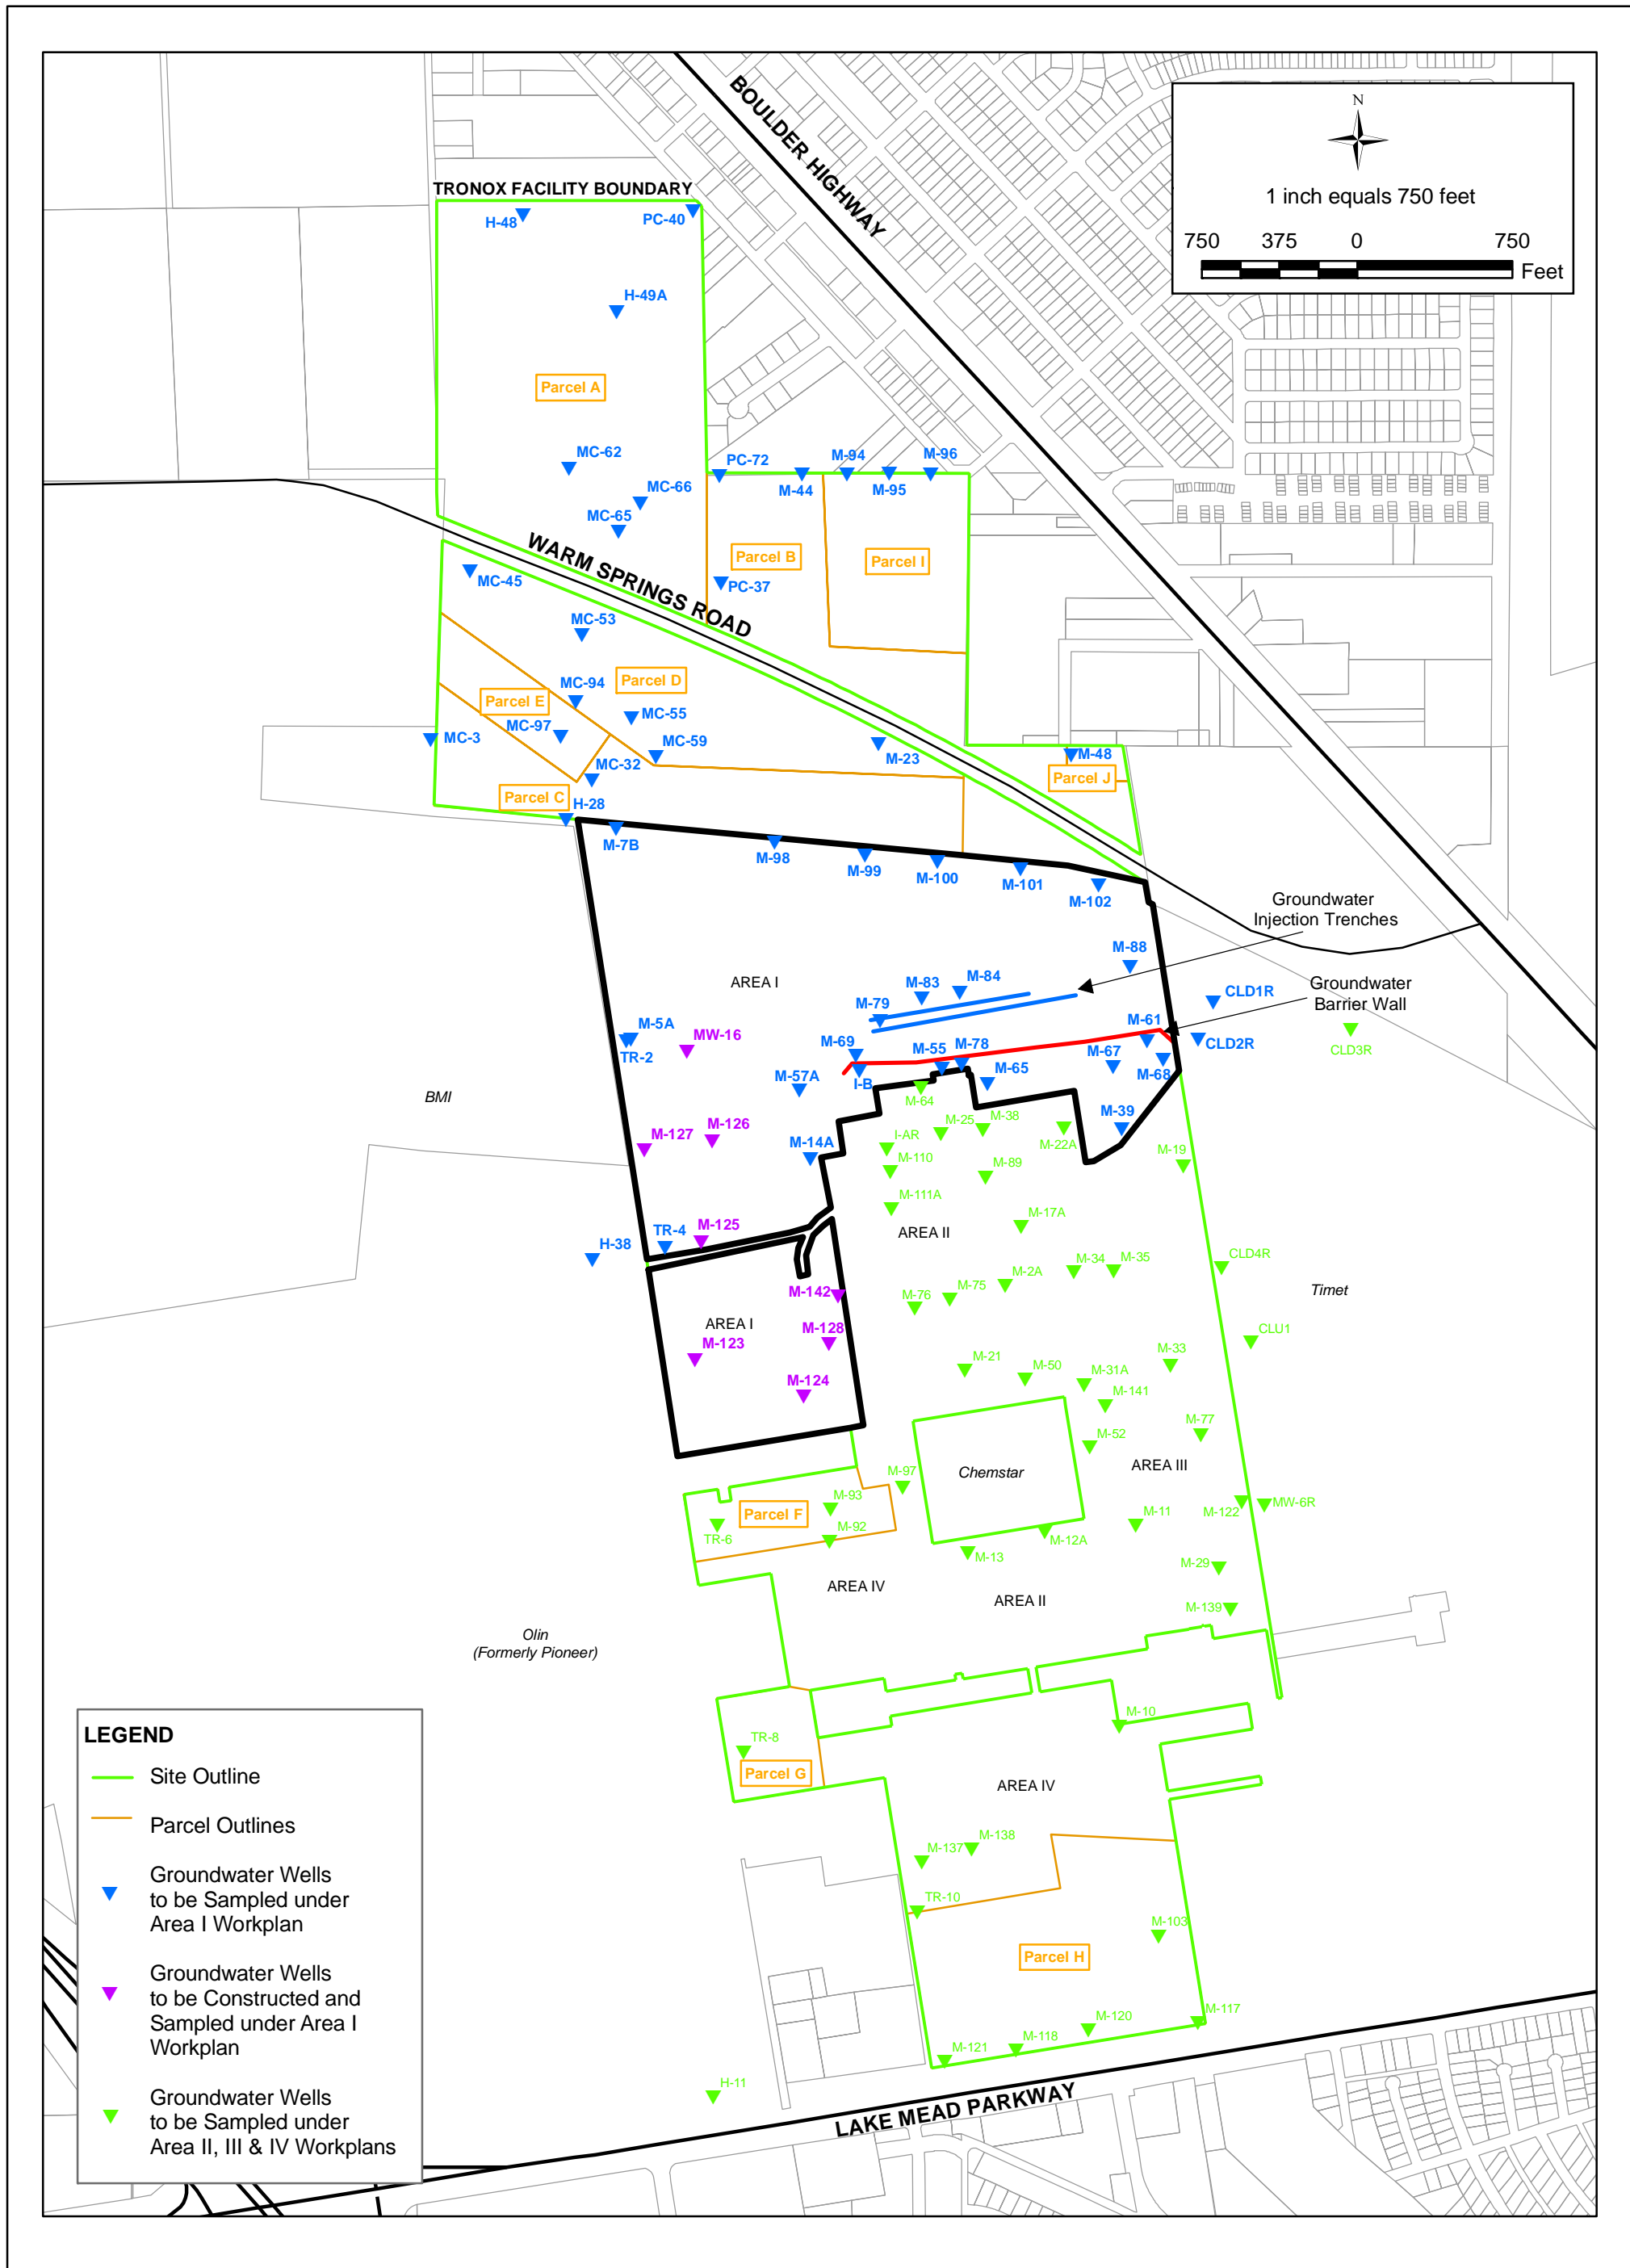 BOULDER HIGHWAY
N
1 inch equals 750 feet
750 375 0 750
Feet
TRONOX FACILITY BOUNDARY
H-48
PC-40
H-49A
Parcel A
MC-62
MC-66
MC-65
PC-72
M-44
M-94
M-95
M-96
Parcel B
Parcel I
PC-37
WARM SPRINGS ROAD
MC-45
MC-53
Parcel D
MC-94
Parcel E
MC-55
MC-97
MC-3
MC-59
M-23
M-48
MC-32
Parcel J
Parcel C
H-28
M-7B
M-98
M-99
M-100
M-101
M-102
Groundwater
Injection Trenches
M-88
AREA I
M-83
M-84
Groundwater
Barrier Wall
CLD1R
M-79
M-5A
M-61
MW-16
TR-2
M-69
M-55
M-78
M-67
CLD2R
CLD3R
M-68
I-B
M-65
M-57A
BMI
M-64
M-39
M-25
M-38
M-22A
M-126
M-127
M-14A
I-AR
M-110
M-89
M-19
M-111A
M-17A
AREA II
TR-4
M-125
H-38
M-34
M-35
CLD4R
M-2A
M-75
M-76
Timet
M-142
AREA I
M-128
M-123
CLU1
M-33
M-21
M-50
M-31A
M-124
M-141
M-77
M-52
AREA III
Chemstar
M-97
M-93
Parcel F
M-122
MW-6R
TR-6
M-92
M-11
M-12A
M-13
M-29
AREA IV
AREA II
M-139
Olin
(Formerly Pioneer)
M-10
TR-8
Parcel G
AREA IV
M-138
M-137
TR-10
M-103
Parcel H
M-117
M-120
M-118
M-121
H-11
LAKE MEAD PARKWAY
LEGEND
Site Outline
Parcel Outlines
Groundwater Wells
to be Sampled under
Area I Workplan
Groundwater Wells
to be Constructed and
Sampled under Area I
Workplan
Groundwater Wells
to be Sampled under
Area II, III & IV Workplans